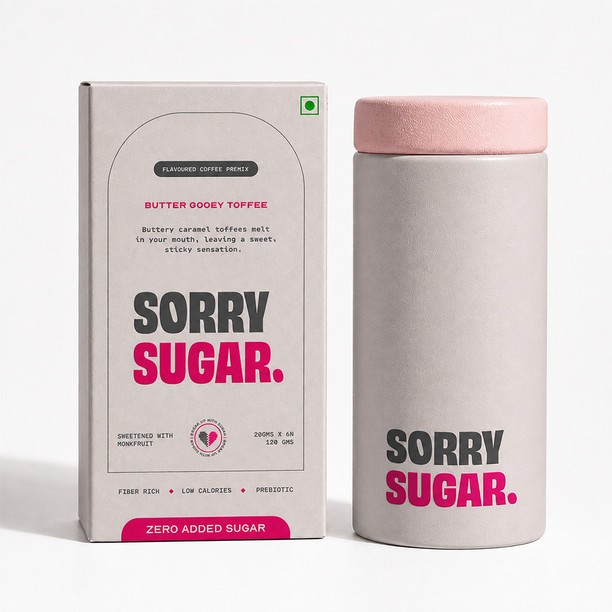 FLAVOURED COFFEE PREMIX
BUTTER GOOEY TOFFEE
Buttery caramel toffees melt
in your mouth, leaving a sweet,
sticky sensation.
SORRY
SUGAR.
SWEETENED WITH
MONKFRUIT
20GMS X 6N
120 GMS
FIBER RICH ◆ LOW CALORIES ◆ PREBIOTIC
ZERO ADDED SUGAR
SORRY
SUGAR.